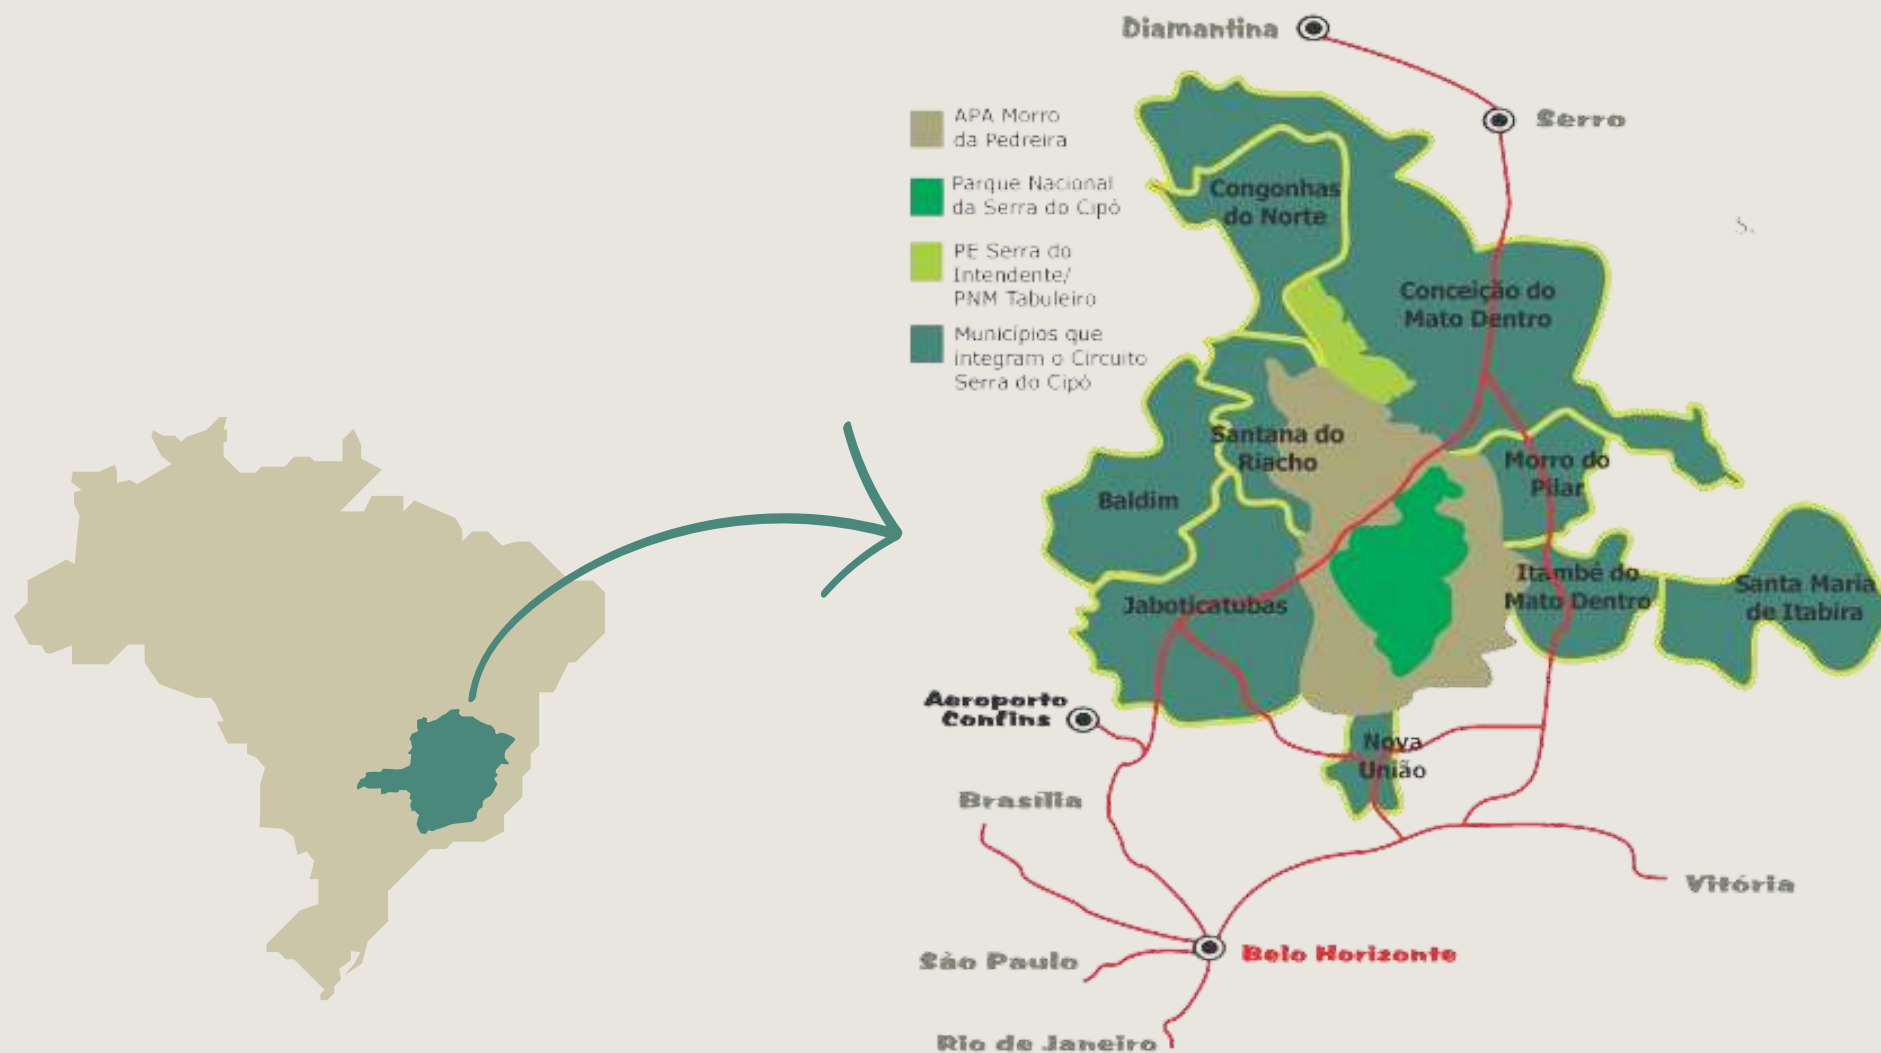 Diamantina
Serro
APA Morro
da Pedreira
Parque Nacional
da Serra do Cipó
PE Serra do
Intendente/
PNM Tabuleiro
Municípios que
integram o Circuito
Serra do Cipó
Congonhas
do Norte
S.
Conceição do
Mato Dentro
Santana do
Riacho
Morro do
Pilar
Baldim
Itambé do
Mato Dentro
Santa Maria
de Itabira
Jaboticatubas
Aeroporto
Confins
Nova
União
Brasília
Vitória
São Paulo
Belo Horizonte
Rio de Janeiro